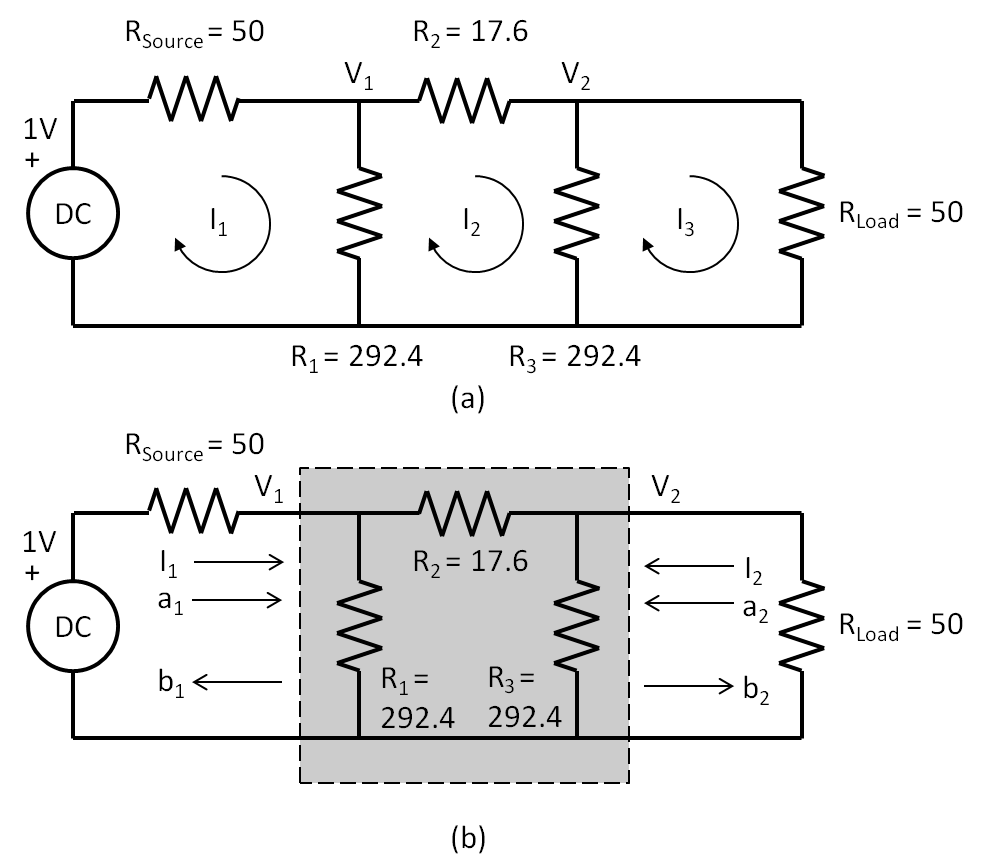 R_Source = 50
R_2 = 17.6
V_1
V_2
1V
+
DC
I_1
I_2
I_3
R_Load = 50
R_1 = 292.4
R_3 = 292.4
(a)
R_Source = 50
V_1
V_2
1V
+
I_1
R_2 = 17.6
I_2
a_1
a_2
DC
R_Load = 50
b_1
R_1 =
292.4
R_3 =
292.4
b_2
(b)